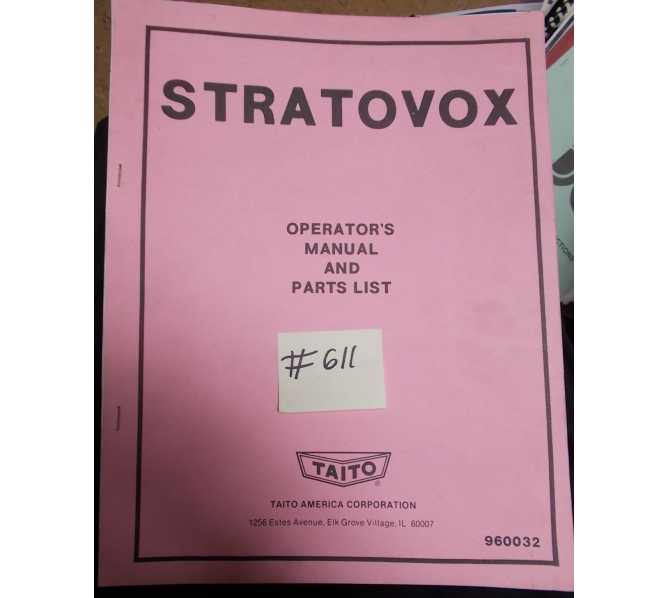 STRATOVOX
OPERATOR'S
MANUAL
AND
PARTS LIST
#611
TAITO
®
TAITO AMERICA CORPORATION
1256 Estes Avenue, Elk Grove Village, IL 60007
960032